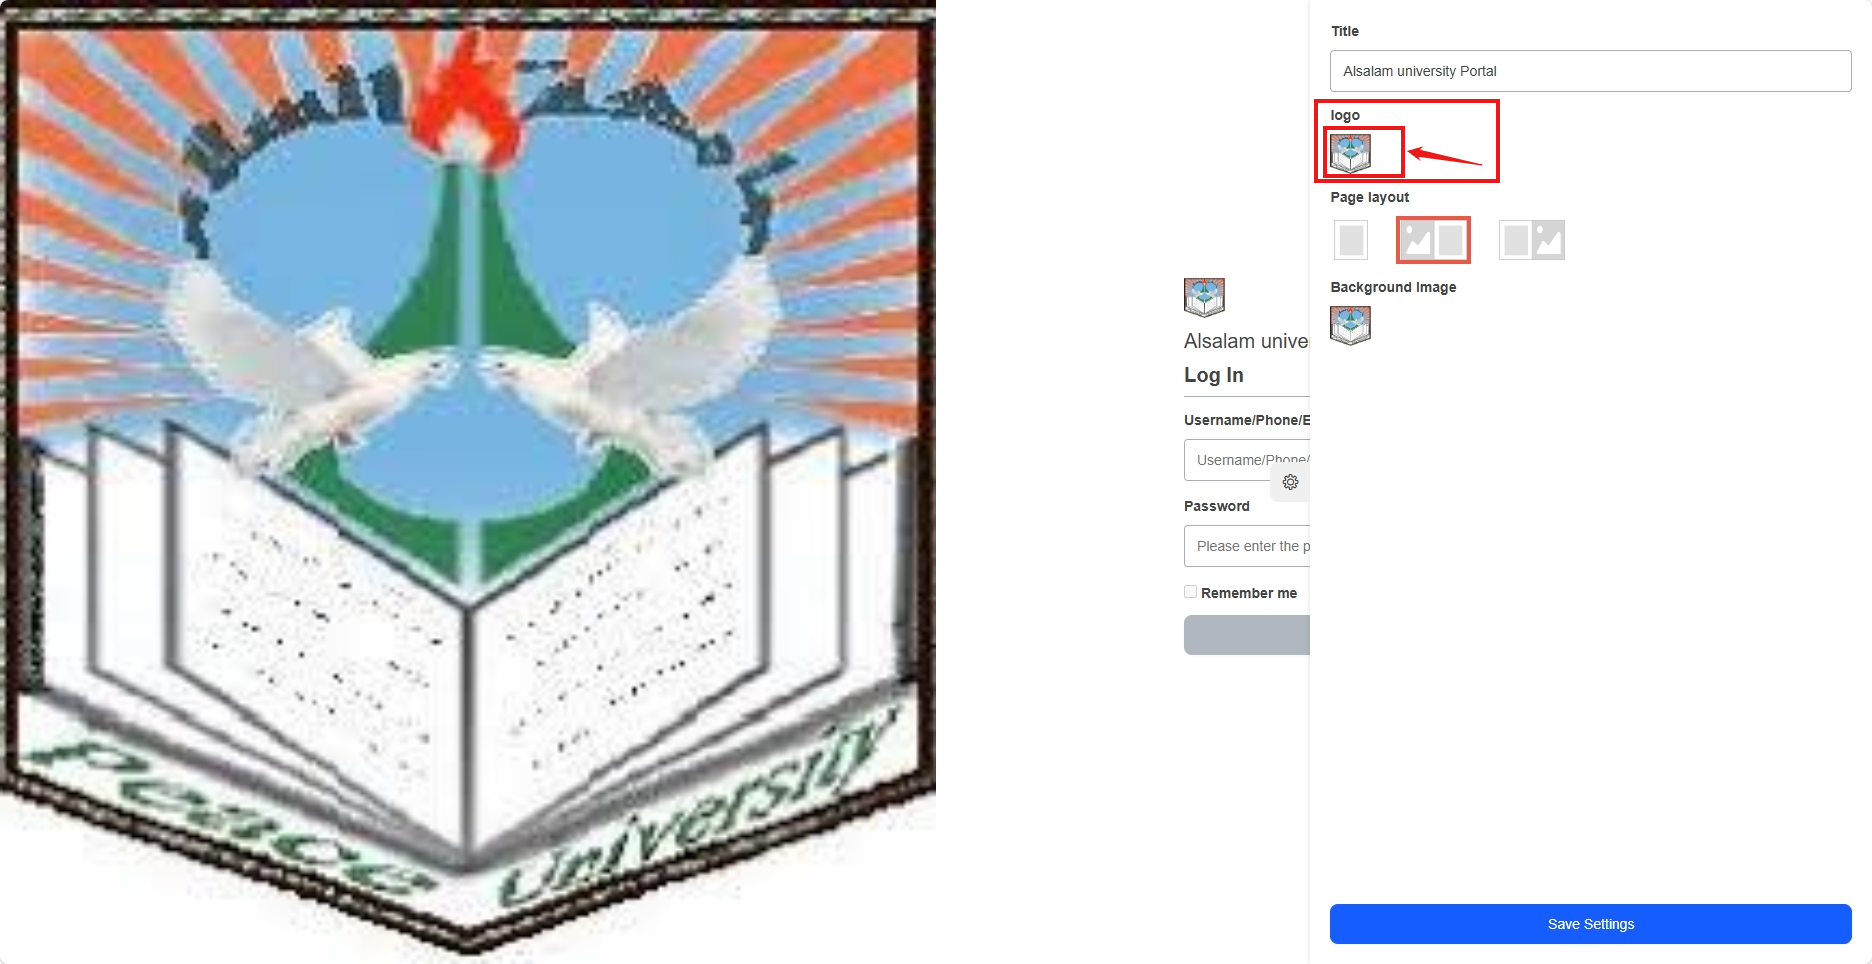 Peace University
Alsalam unive
Log In
Username/Phone/E
Username/Phone/
Password
Please enter the p
Remember me
Title
Alsalam university Portal
logo
Page layout
Background Image
Save Settings